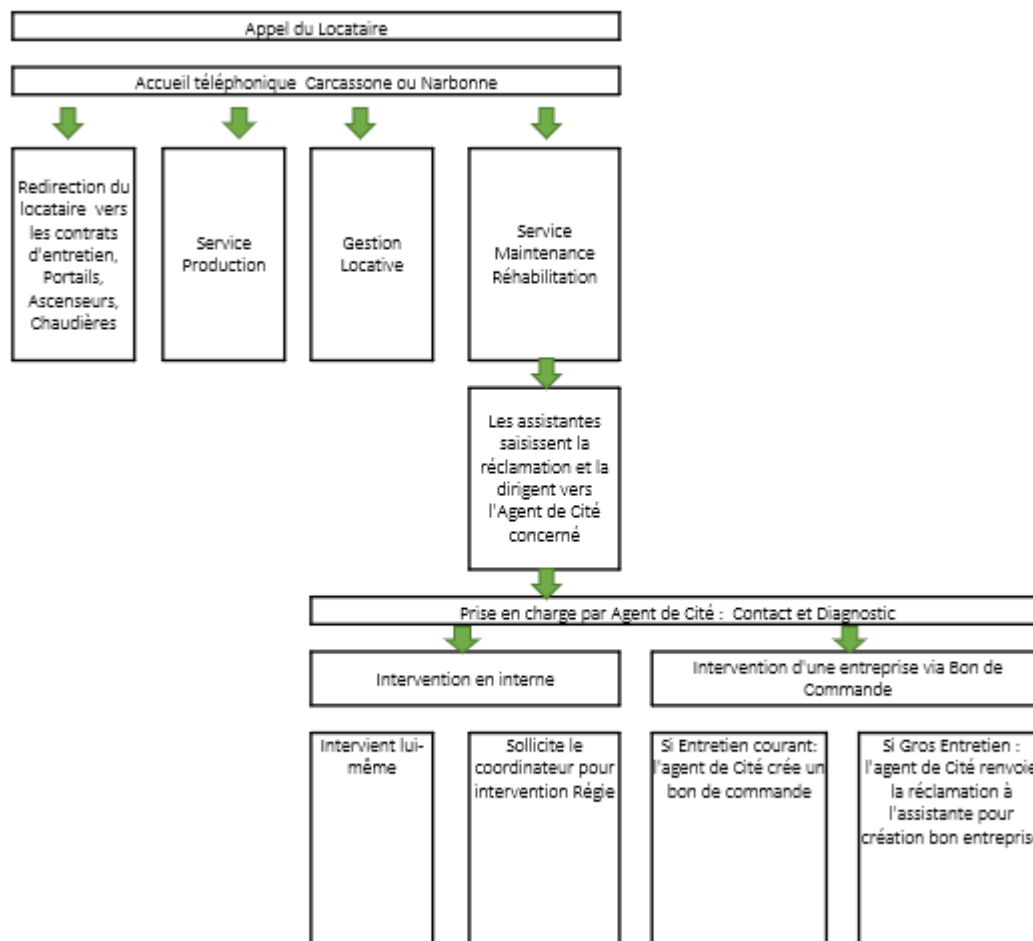 Appel du Locataire
Accueil téléphonique Carcassone ou Narbonne
Redirection du
locataire vers
les contrats
d'entretien,
Portails,
Ascenseurs,
Chaudières
Service
Production
Gestion
Locative
Service
Maintenance
Réhabilitation
Les assistantes
saisissent la
réclamation et la
dirigent vers
l'Agent de Cité
concerné
Prise en charge par Agent de Cité : Contact et Diagnostic
Intervention en interne
Intervention d'une entreprise via Bon de
Commande
Intervient lui-
même
Sollicite le
coordinateur pour
intervention Régie
Si Entretien courant:
l'agent de Cité crée un
bon de commande
Si Gros Entretien :
l'agent de Cité renvoie
la réclamation à
l'assistante pour
création bon entreprise